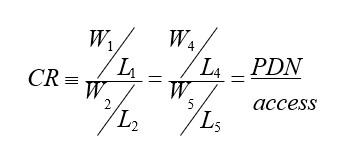 CR ≡ (W₁/L₁)/(W₂/L₂) = (W₄/L₄)/(W₅/L₅) = PDN/access